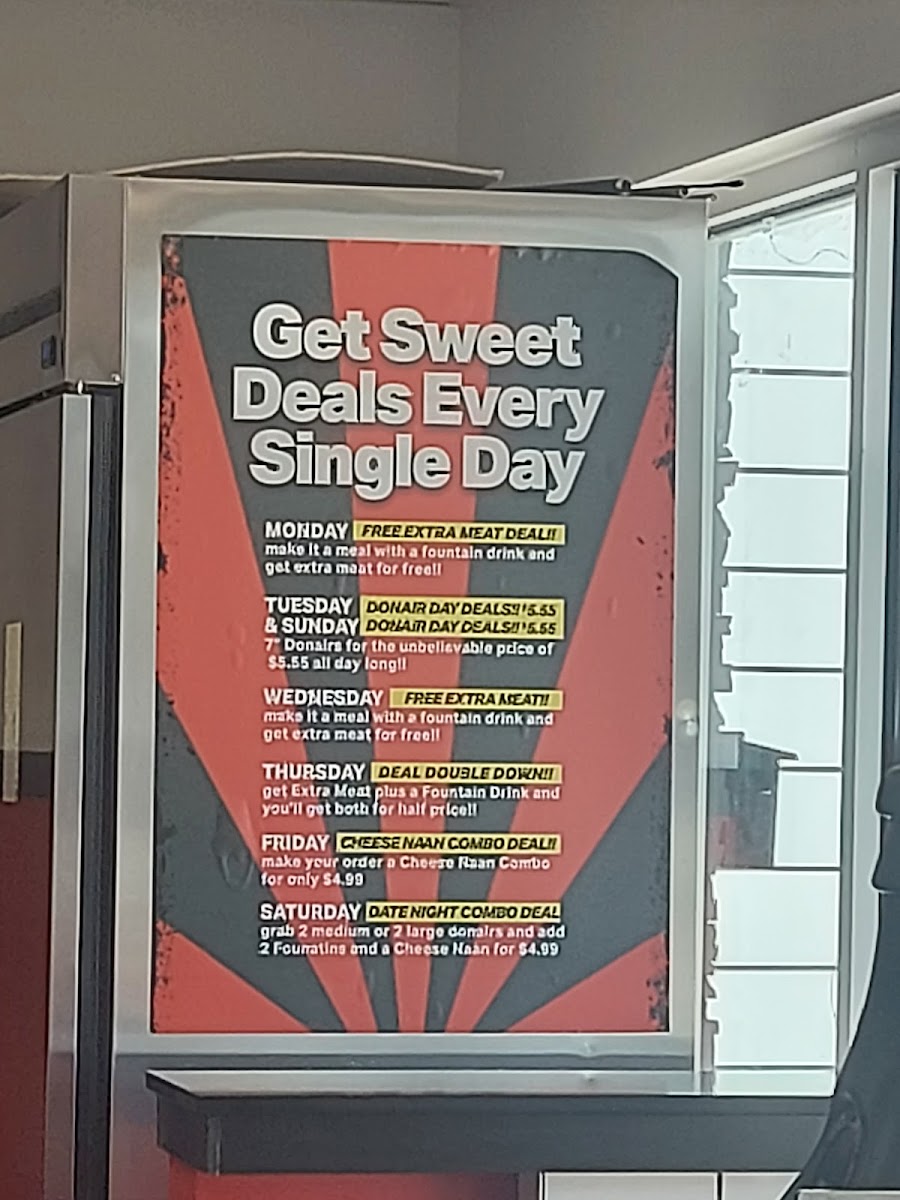 Get Sweet
Deals Every
Single Day
MONDAY FREE EXTRA MEAT DEAL!!
make it a meal with a fountain drink and
get extra meat for free!!
TUESDAY DONAIR DAY DEALS!! $5.55
& SUNDAY DONAIR DAY DEALS!! $5.55
7" Donairs for the unbelievable price of
$5.55 all day long!!
WEDNESDAY FREE EXTRA MEAT!!
make it a meal with a fountain drink and
get extra meat for free!!
THURSDAY DEAL DOUBLE DOWN!!
get Extra Meat plus a Fountain Drink and
you'll get both for half price!!
FRIDAY CHEESE NAAN COMBO DEAL!!
make your order a Cheese Naan Combo
for only $4.99
SATURDAY DATE NIGHT COMBO DEAL
grab 2 medium or 2 large donairs and add
2 Fountains and a Cheese Naan for $4.99